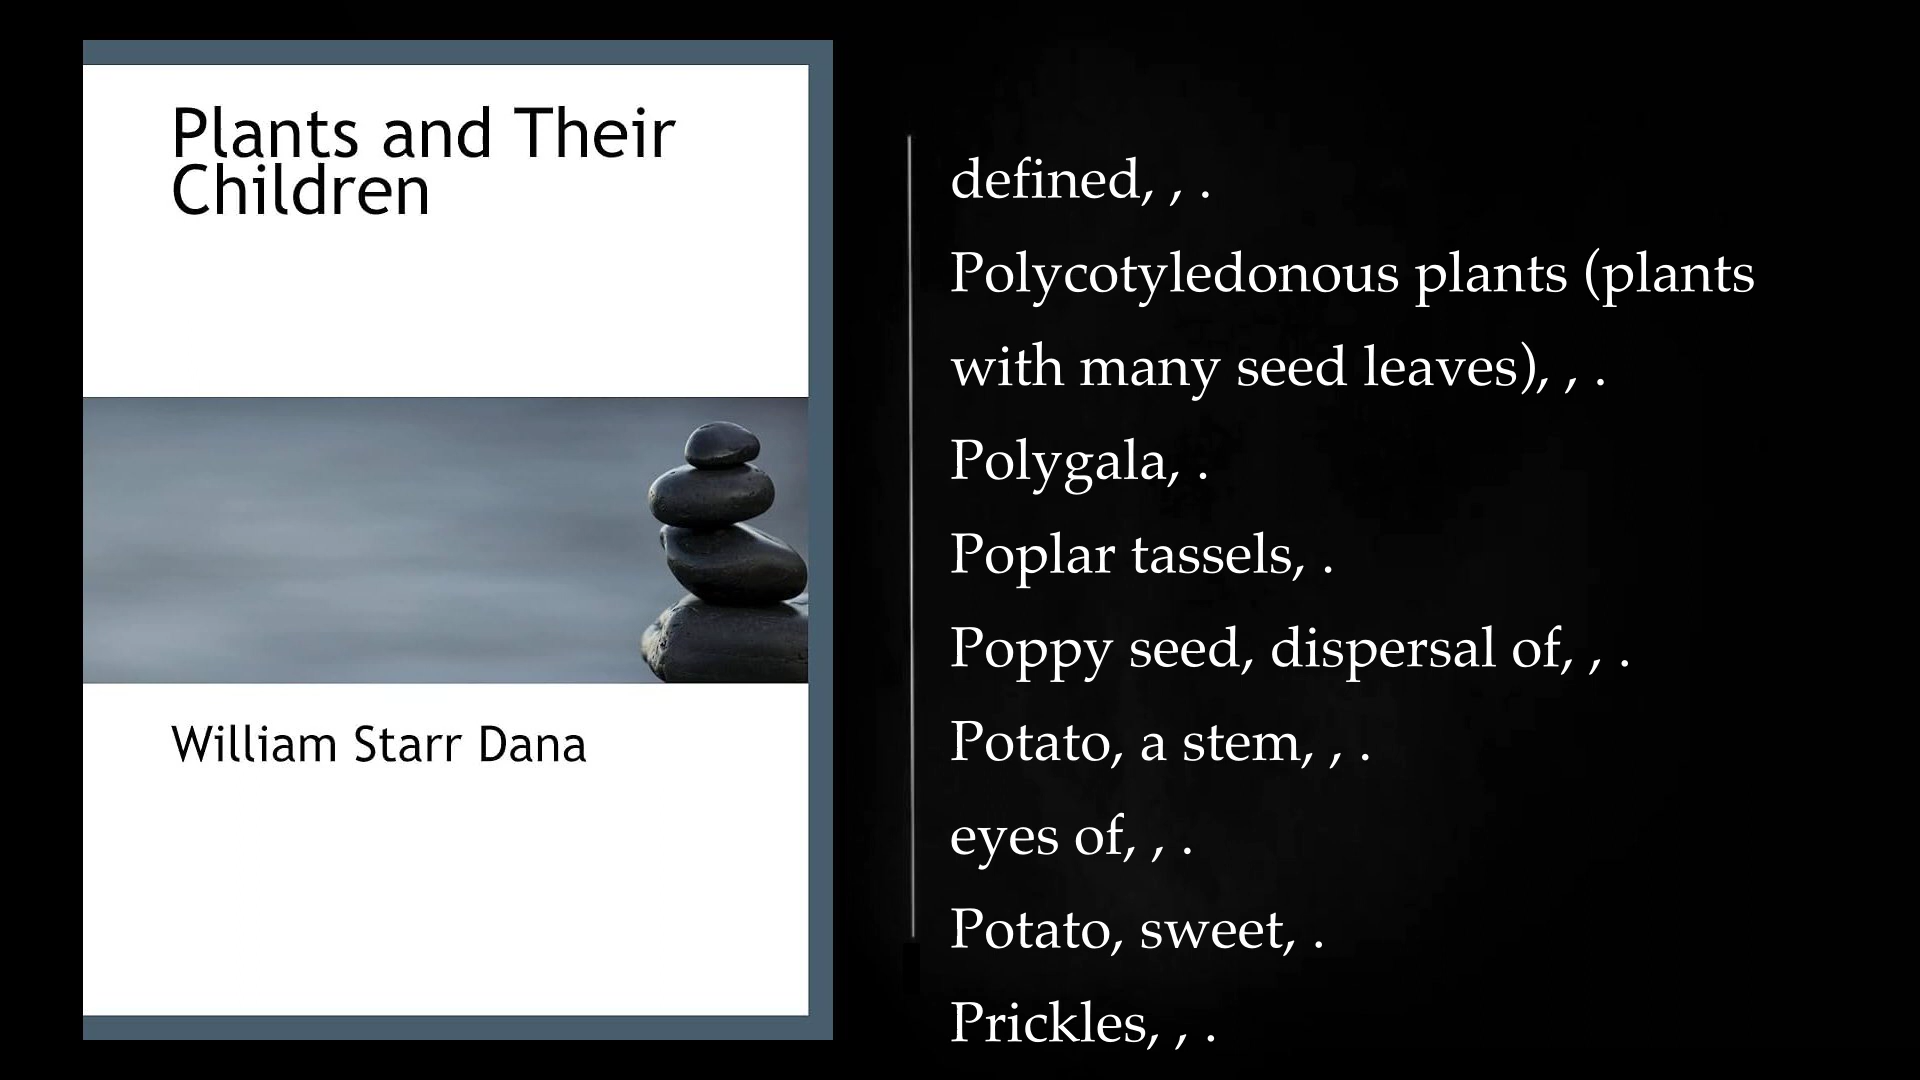 Plants and Their
Children
William Starr Dana
defined, , .
Polycotyledonous plants (plants
with many seed leaves), , .
Polygala, .
Poplar tassels, .
Poppy seed, dispersal of, , .
Potato, a stem, , .
eyes of, , .
Potato, sweet, .
Prickles, , .